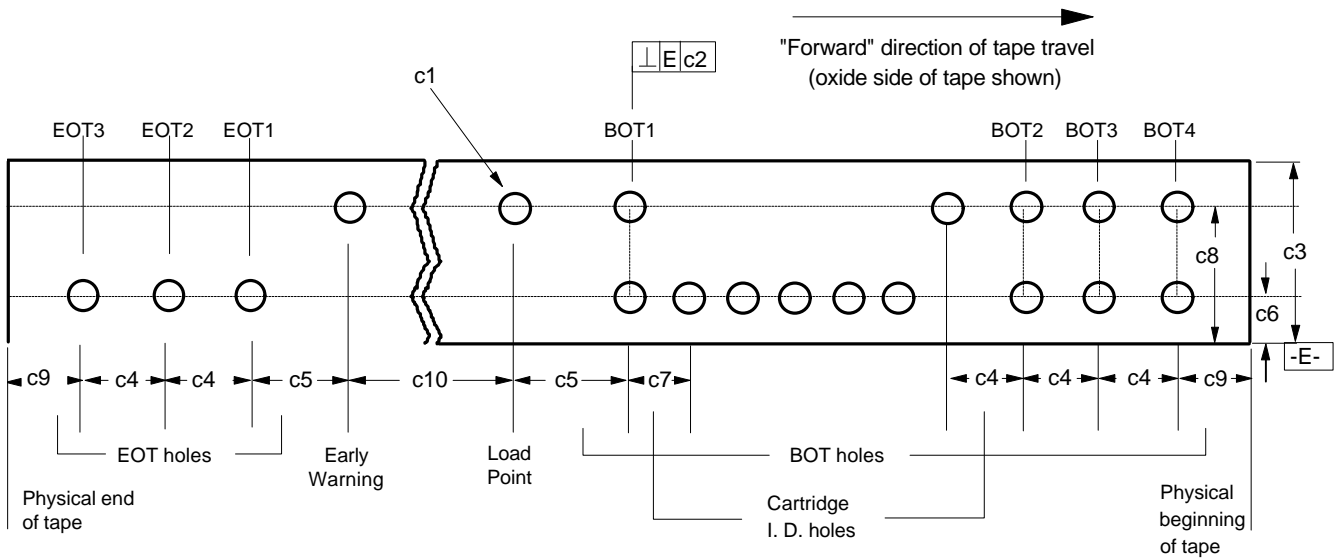 "Forward" direction of tape travel
(oxide side of tape shown)
⊥ E c2
c1
EOT3 EOT2 EOT1 BOT1 BOT2 BOT3 BOT4
c8 c3
c6
-E-
c9 c4 c4 c5 c10 c5 c7 c4 c4 c4 c9
EOT holes
Early
Warning
Load
Point
BOT holes
Physical end
of tape
Cartridge
I. D. holes
Physical
beginning
of tape